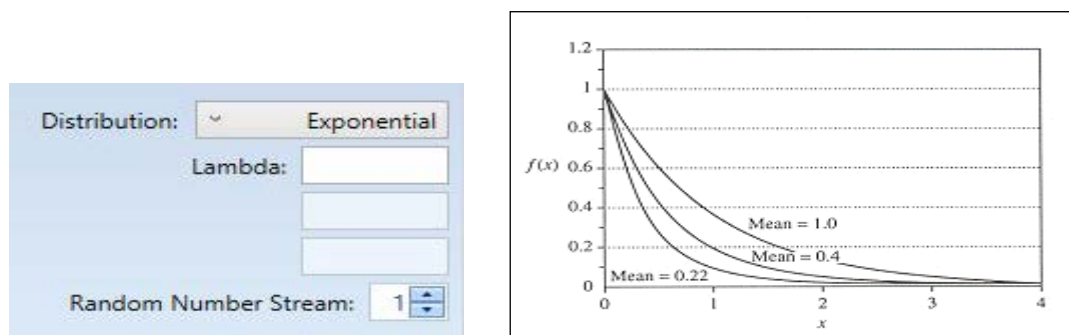 Distribution:
Exponential
Lambda:
Random Number Stream:
1
1.2
1
0.8
f(x) 0.6
0.4
0.2
0
Mean = 1.0
Mean = 0.4
Mean = 0.22
0 1 2 3 4
x